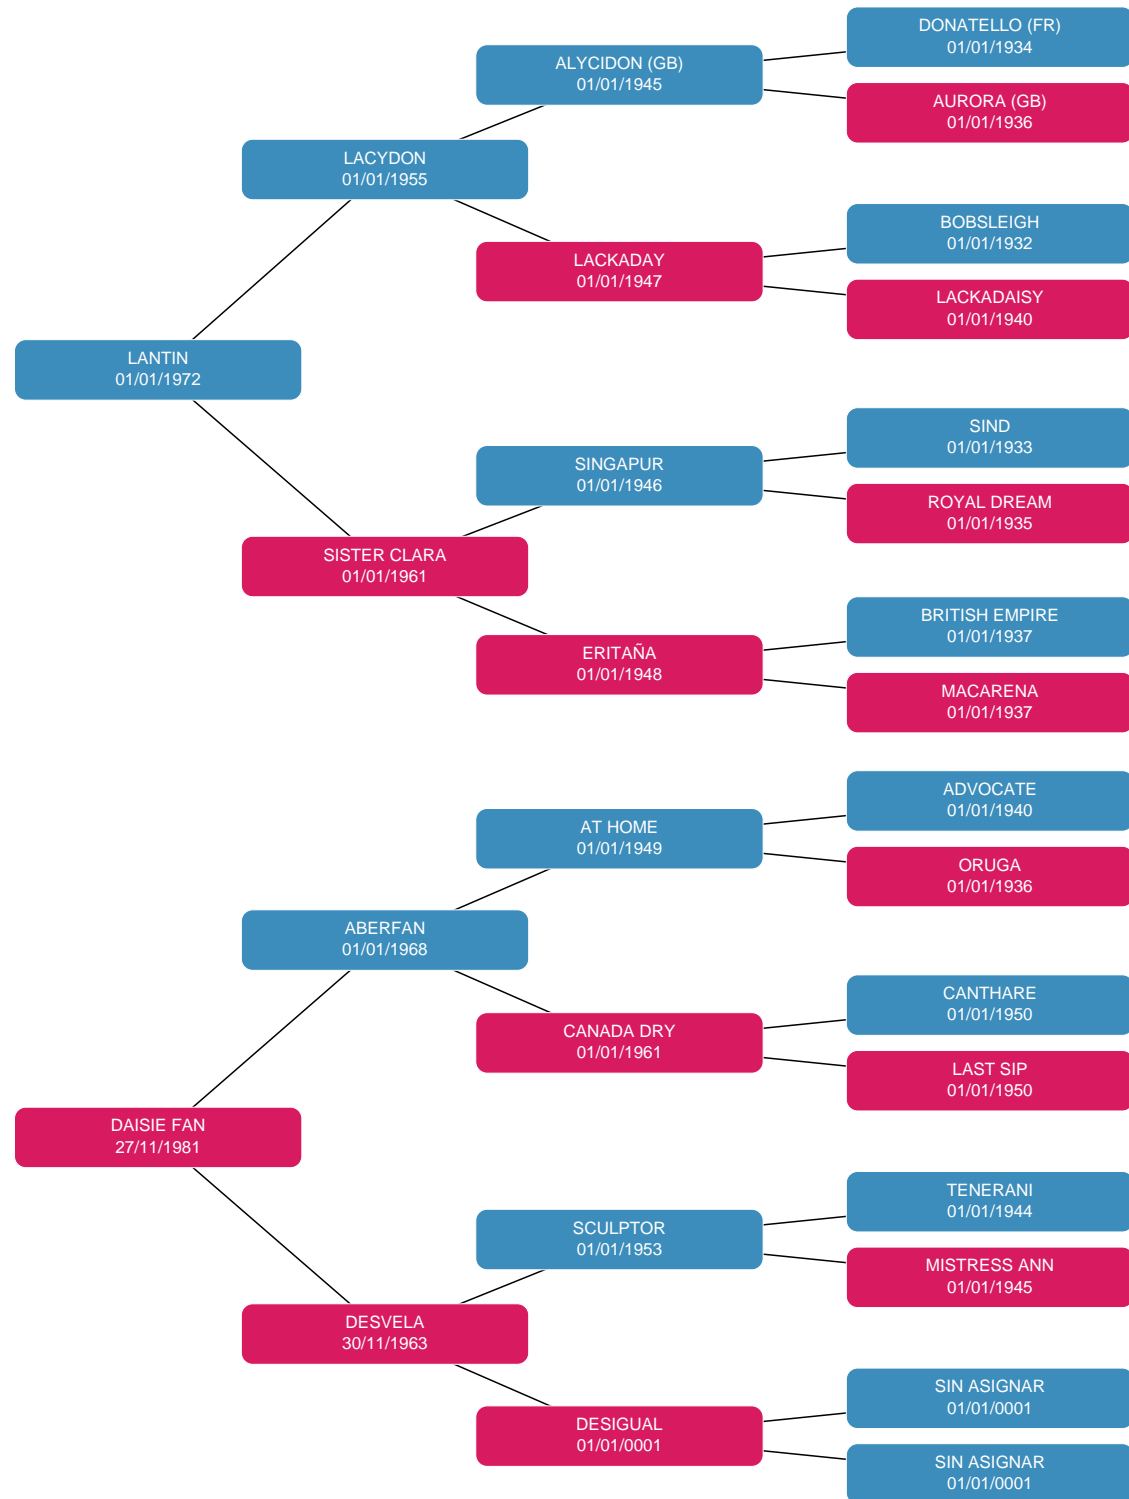 DONATELLO (FR)
01/01/1934
ALYCIDON (GB)
01/01/1945
AURORA (GB)
01/01/1936
LACYDON
01/01/1955
BOBSLEIGH
01/01/1932
LACKADAY
01/01/1947
LACKADAISY
01/01/1940
LANTIN
01/01/1972
SIND
01/01/1933
SINGAPUR
01/01/1946
ROYAL DREAM
01/01/1935
SISTER CLARA
01/01/1961
BRITISH EMPIRE
01/01/1937
ERITAÑA
01/01/1948
MACARENA
01/01/1937
ADVOCATE
01/01/1940
AT HOME
01/01/1949
ORUGA
01/01/1936
ABERFAN
01/01/1968
CANTHARE
01/01/1950
CANADA DRY
01/01/1961
LAST SIP
01/01/1950
DAISIE FAN
27/11/1981
TENERANI
01/01/1944
SCULPTOR
01/01/1953
MISTRESS ANN
01/01/1945
DESVELA
30/11/1963
SIN ASIGNAR
01/01/0001
DESIGUAL
01/01/0001
SIN ASIGNAR
01/01/0001